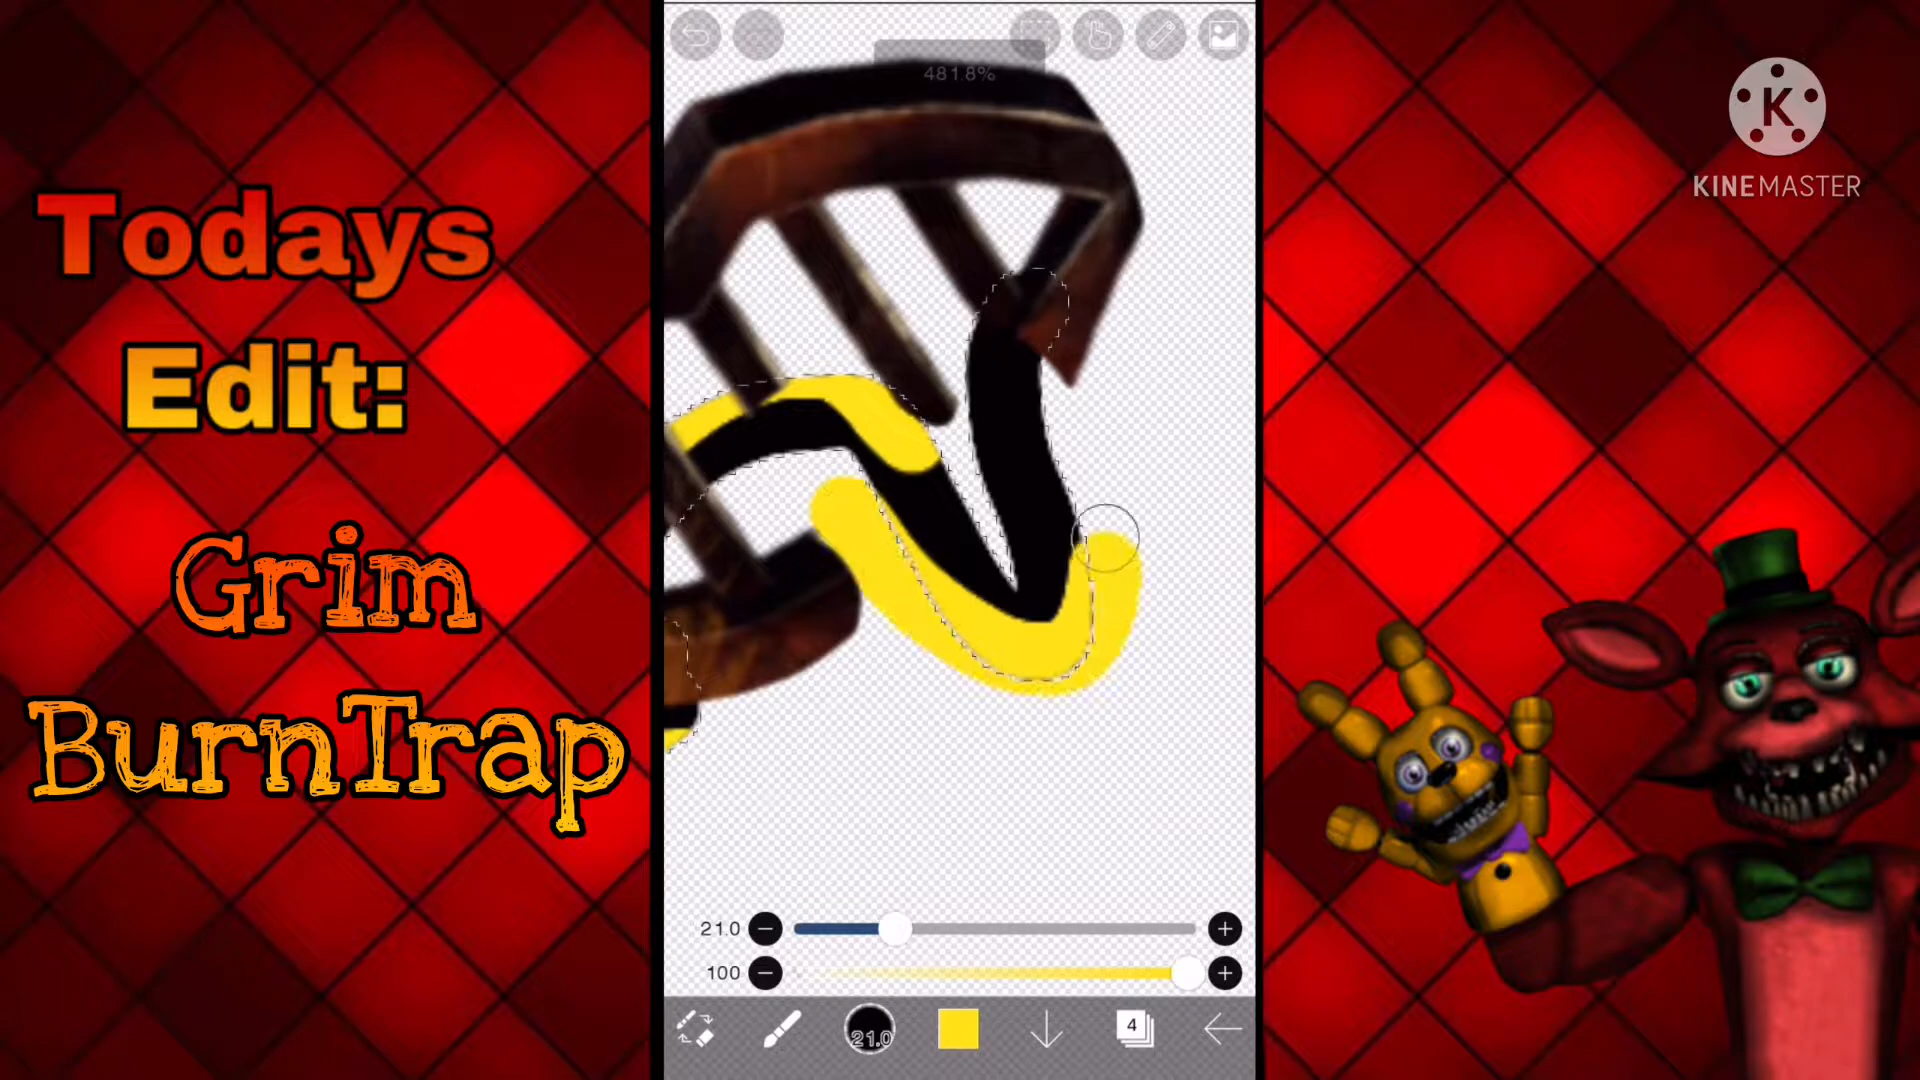 Todays
Edit:
Grim
BurnTrap
481.8%
K
KINEMASTER
21.0
100
21.0
4